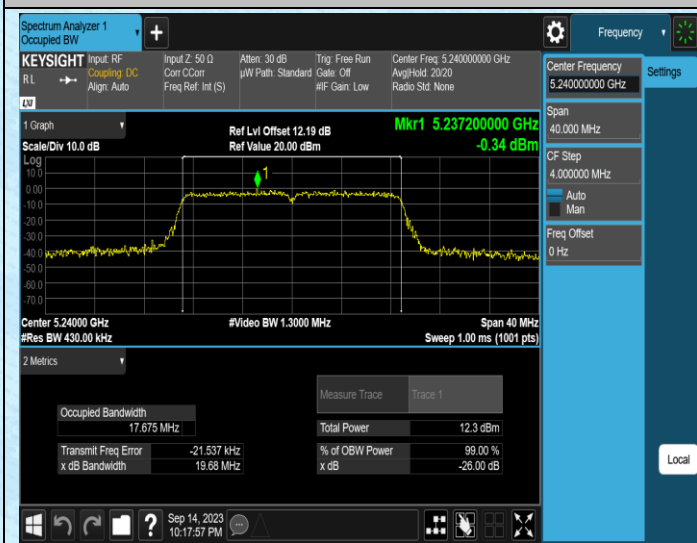 Spectrum Analyzer 1
Occupied BW
Frequency
KEYSIGHT
RL
Input: RF
Coupling: DC
Align: Auto
Input Z: 50 Ω
Corr CCorr
Freq Ref: Int (S)
Atten: 30 dB
µW Path: Standard
Trig: Free Run
Gate: Off
#IF Gain: Low
Center Freq: 5.240000000 GHz
Avg|Hold: 20/20
Radio Std: None
LXI
Center Frequency
5.240000000 GHz
Settings
Span
40.000 MHz
CF Step
4.000000 MHz
Auto
Man
Freq Offset
0 Hz
1 Graph
Scale/Div 10.0 dB
Ref Lvl Offset 12.19 dB
Ref Value 20.00 dBm
Mkr1 5.237200000 GHz
-0.34 dBm
Log
10.0
0.00
-10.0
-20.0
-30.0
-40.0
-50.0
-60.0
-70.0
1
Center 5.24000 GHz
#Res BW 430.00 kHz
#Video BW 1.3000 MHz
Span 40 MHz
Sweep 1.00 ms (1001 pts)
2 Metrics
Measure Trace Trace 1
Occupied Bandwidth
17.675 MHz
Total Power 12.3 dBm
Transmit Freq Error -21.537 kHz
x dB Bandwidth 19.68 MHz
% of OBW Power 99.00 %
x dB -26.00 dB
Local
?
Sep 14, 2023
10:17:57 PM